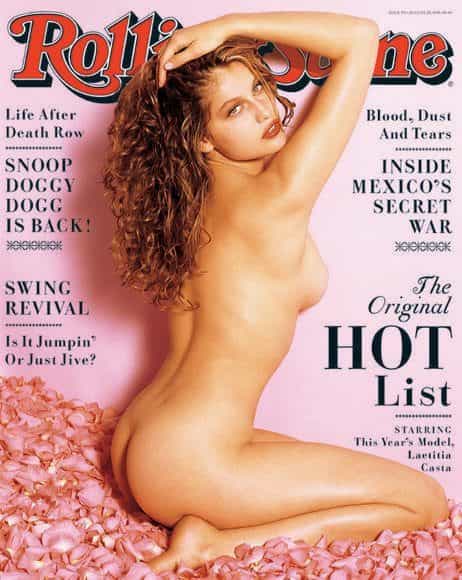 Rolling Stone
Life After
Death Row
SNOOP
DOGGY
DOGG
IS BACK!
SWING
REVIVAL
Is It Jumpin'
Or Just Jive?
Blood, Dust
And Tears
INSIDE
MEXICO'S
SECRET
WAR
The
Original
HOT
List
STARRING
This Year's Model,
Laetitia
Casta